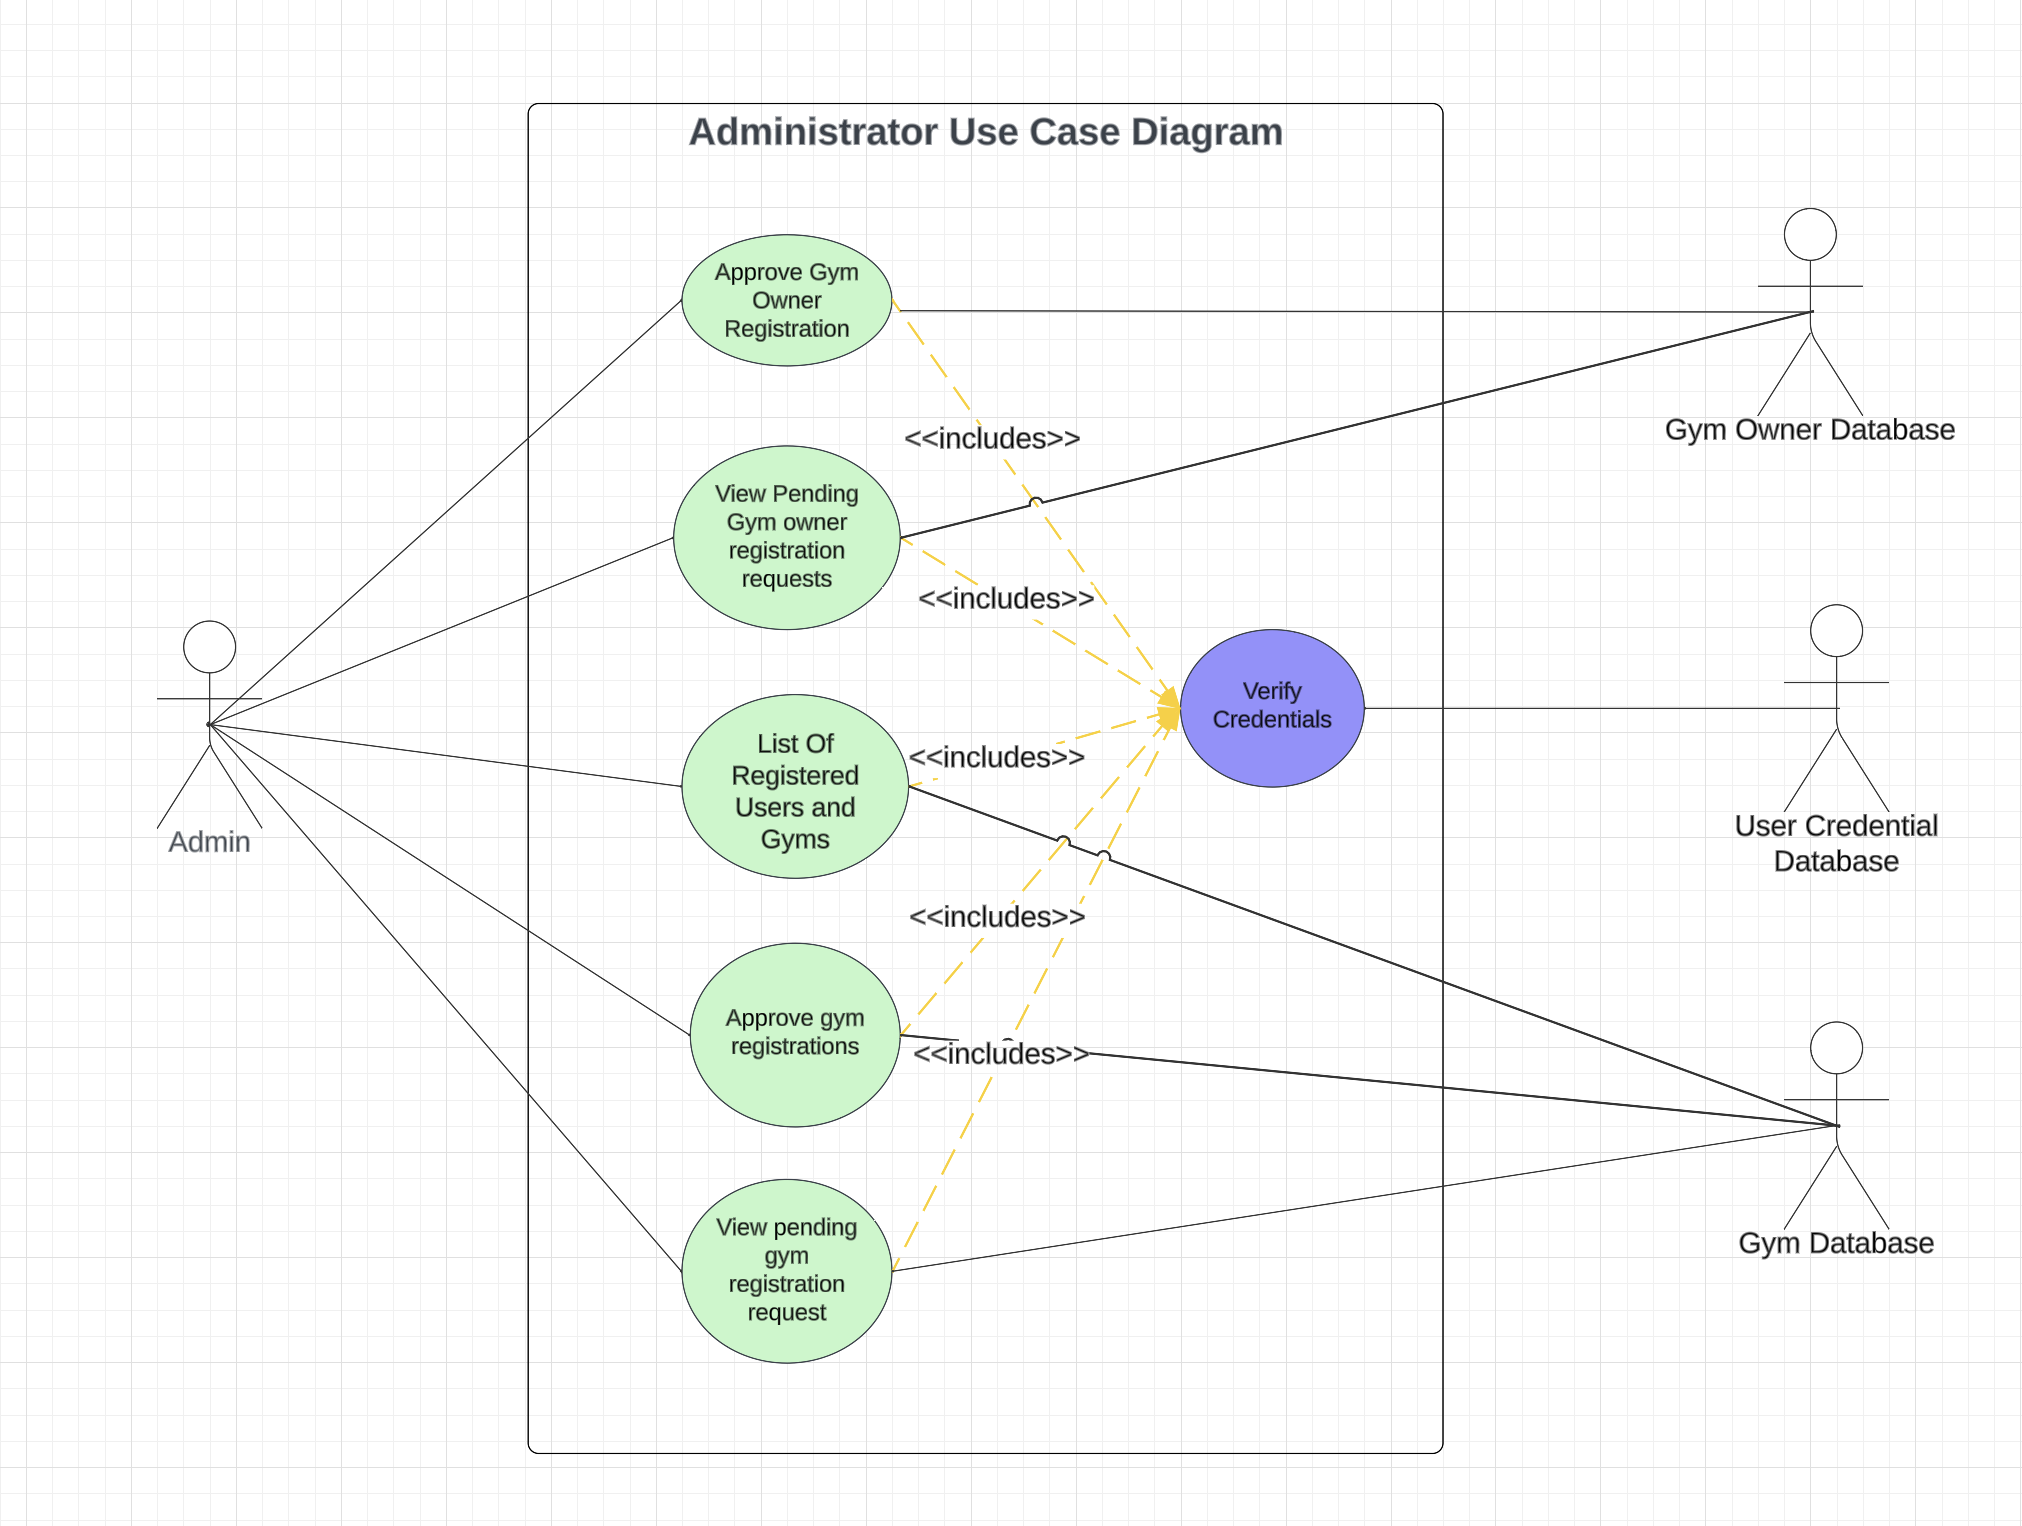 Administrator Use Case Diagram
Approve Gym
Owner
Registration
Gym Owner Database
<<includes>>
View Pending
Gym owner
registration
requests
<<includes>>
Verify
Credentials
Admin
List Of
Registered
Users and
Gyms
<<includes>>
User Credential
Database
<<includes>>
Approve gym
registrations
<<includes>>
View pending
gym
registration
request
Gym Database